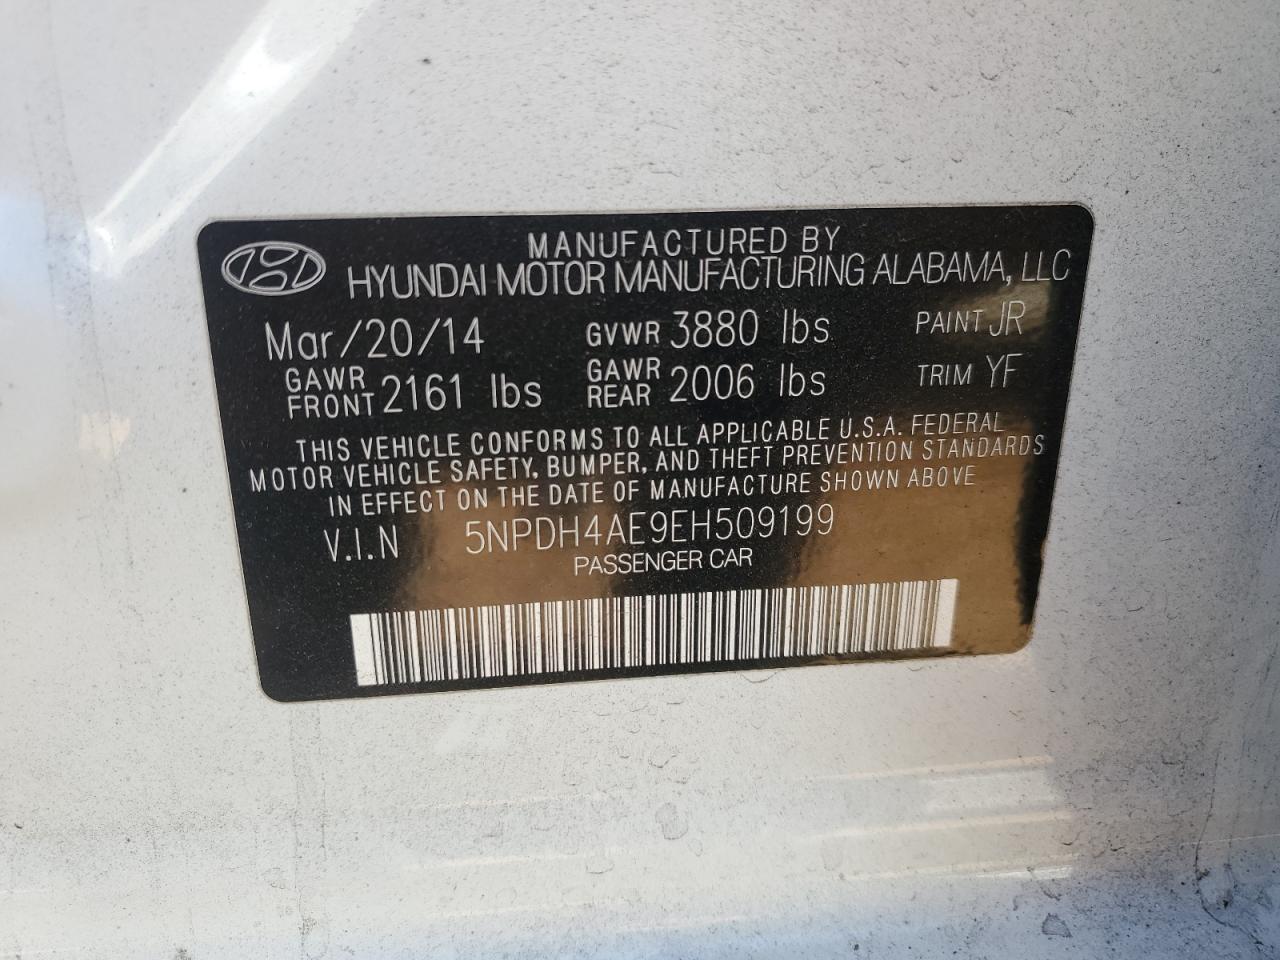 MANUFACTURED BY
HYUNDAI MOTOR MANUFACTURING ALABAMA, LLC
Mar/20/14 GVWR 3880 lbs PAINT JR
GAWR FRONT 2161 lbs GAWR REAR 2006 lbs TRIM YF
THIS VEHICLE CONFORMS TO ALL APPLICABLE U.S.A. FEDERAL
MOTOR VEHICLE SAFETY, BUMPER, AND THEFT PREVENTION STANDARDS
IN EFFECT ON THE DATE OF MANUFACTURE SHOWN ABOVE
V.I.N 5NPDH4AE9EH509199
PASSENGER CAR